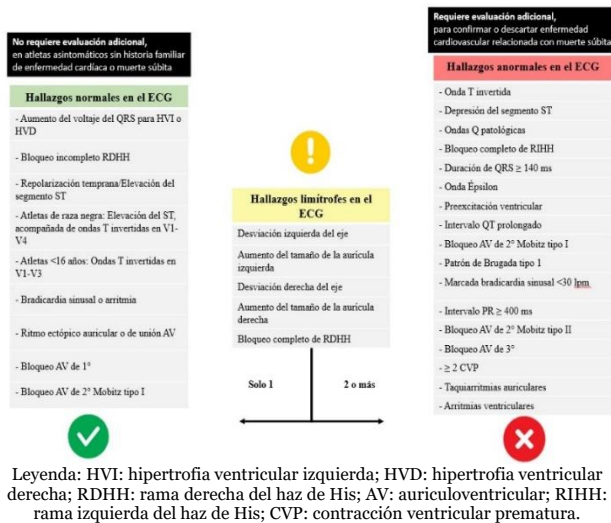 No requiere evaluación adicional,
en atletas asintomáticos sin historia familiar
de enfermedad cardíaca o muerte súbita
Hallazgos normales en el ECG
- Aumento del voltaje del QRS para HVI o
HVD
- Bloqueo incompleto RDHH
- Repolarización temprana/Elevación del
segmento ST
- Atletas de raza negra: Elevación del ST,
acompañada de ondas T invertidas en V1-
V4
- Atletas <16 años: Ondas T invertidas en
V1-V3
- Bradicardia sinusal o arritmia
- Ritmo ectópico auricular o de unión AV
- Bloqueo AV de 1°
- Bloqueo AV de 2° Mobitz tipo I
Hallazgos limítrofes en el
ECG
Desviación izquierda del eje
Aumento del tamaño de la aurícula
izquierda
Desviación derecha del eje
Aumento del tamaño de la aurícula
derecha
Bloqueo completo de RDHH
Solo 1
2 o más
Requiere evaluación adicional,
para confirmar o descartar enfermedad
cardiovascular relacionada con muerte súbita
Hallazgos anormales en el ECG
- Onda T invertida
- Depresión del segmento ST
- Ondas Q patológicas
- Bloqueo completo de RIHH
- Duración de QRS ≥ 140 ms
- Onda Épsilon
- Preexcitación ventricular
- Intervalo QT prolongado
- Bloqueo AV de 2° Mobitz tipo I
- Patrón de Brugada tipo 1
- Marcada bradicardia sinusal <30 lpm
- Intervalo PR ≥ 400 ms
- Bloqueo AV de 2° Mobitz tipo II
- Bloqueo AV de 3°
- ≥ 2 CVP
- Taquiarritmias auriculares
- Arritmias ventriculares
Leyenda: HVI: hipertrofia ventricular izquierda; HVD: hipertrofia ventricular
derecha; RDHH: rama derecha del haz de His; AV: auriculoventricular; RIHH:
rama izquierda del haz de His; CVP: contracción ventricular prematura.